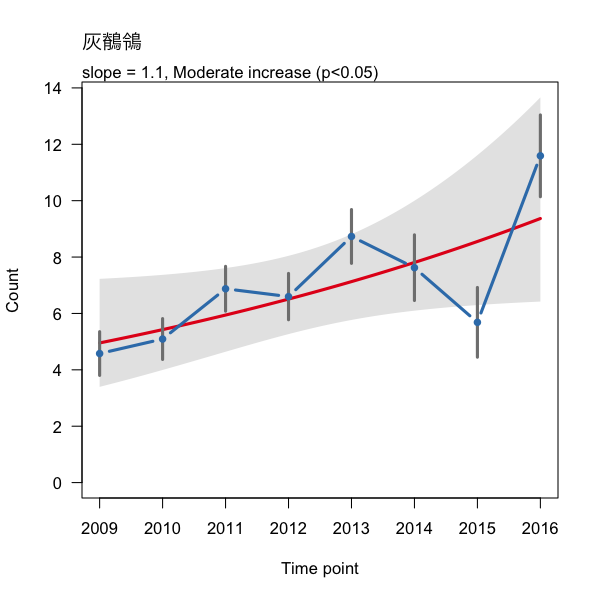 灰鶺鴒
slope = 1.1, Moderate increase (p<0.05)
14
12
10
8
6
4
2
0
Count
2009 2010 2011 2012 2013 2014 2015 2016
Time point